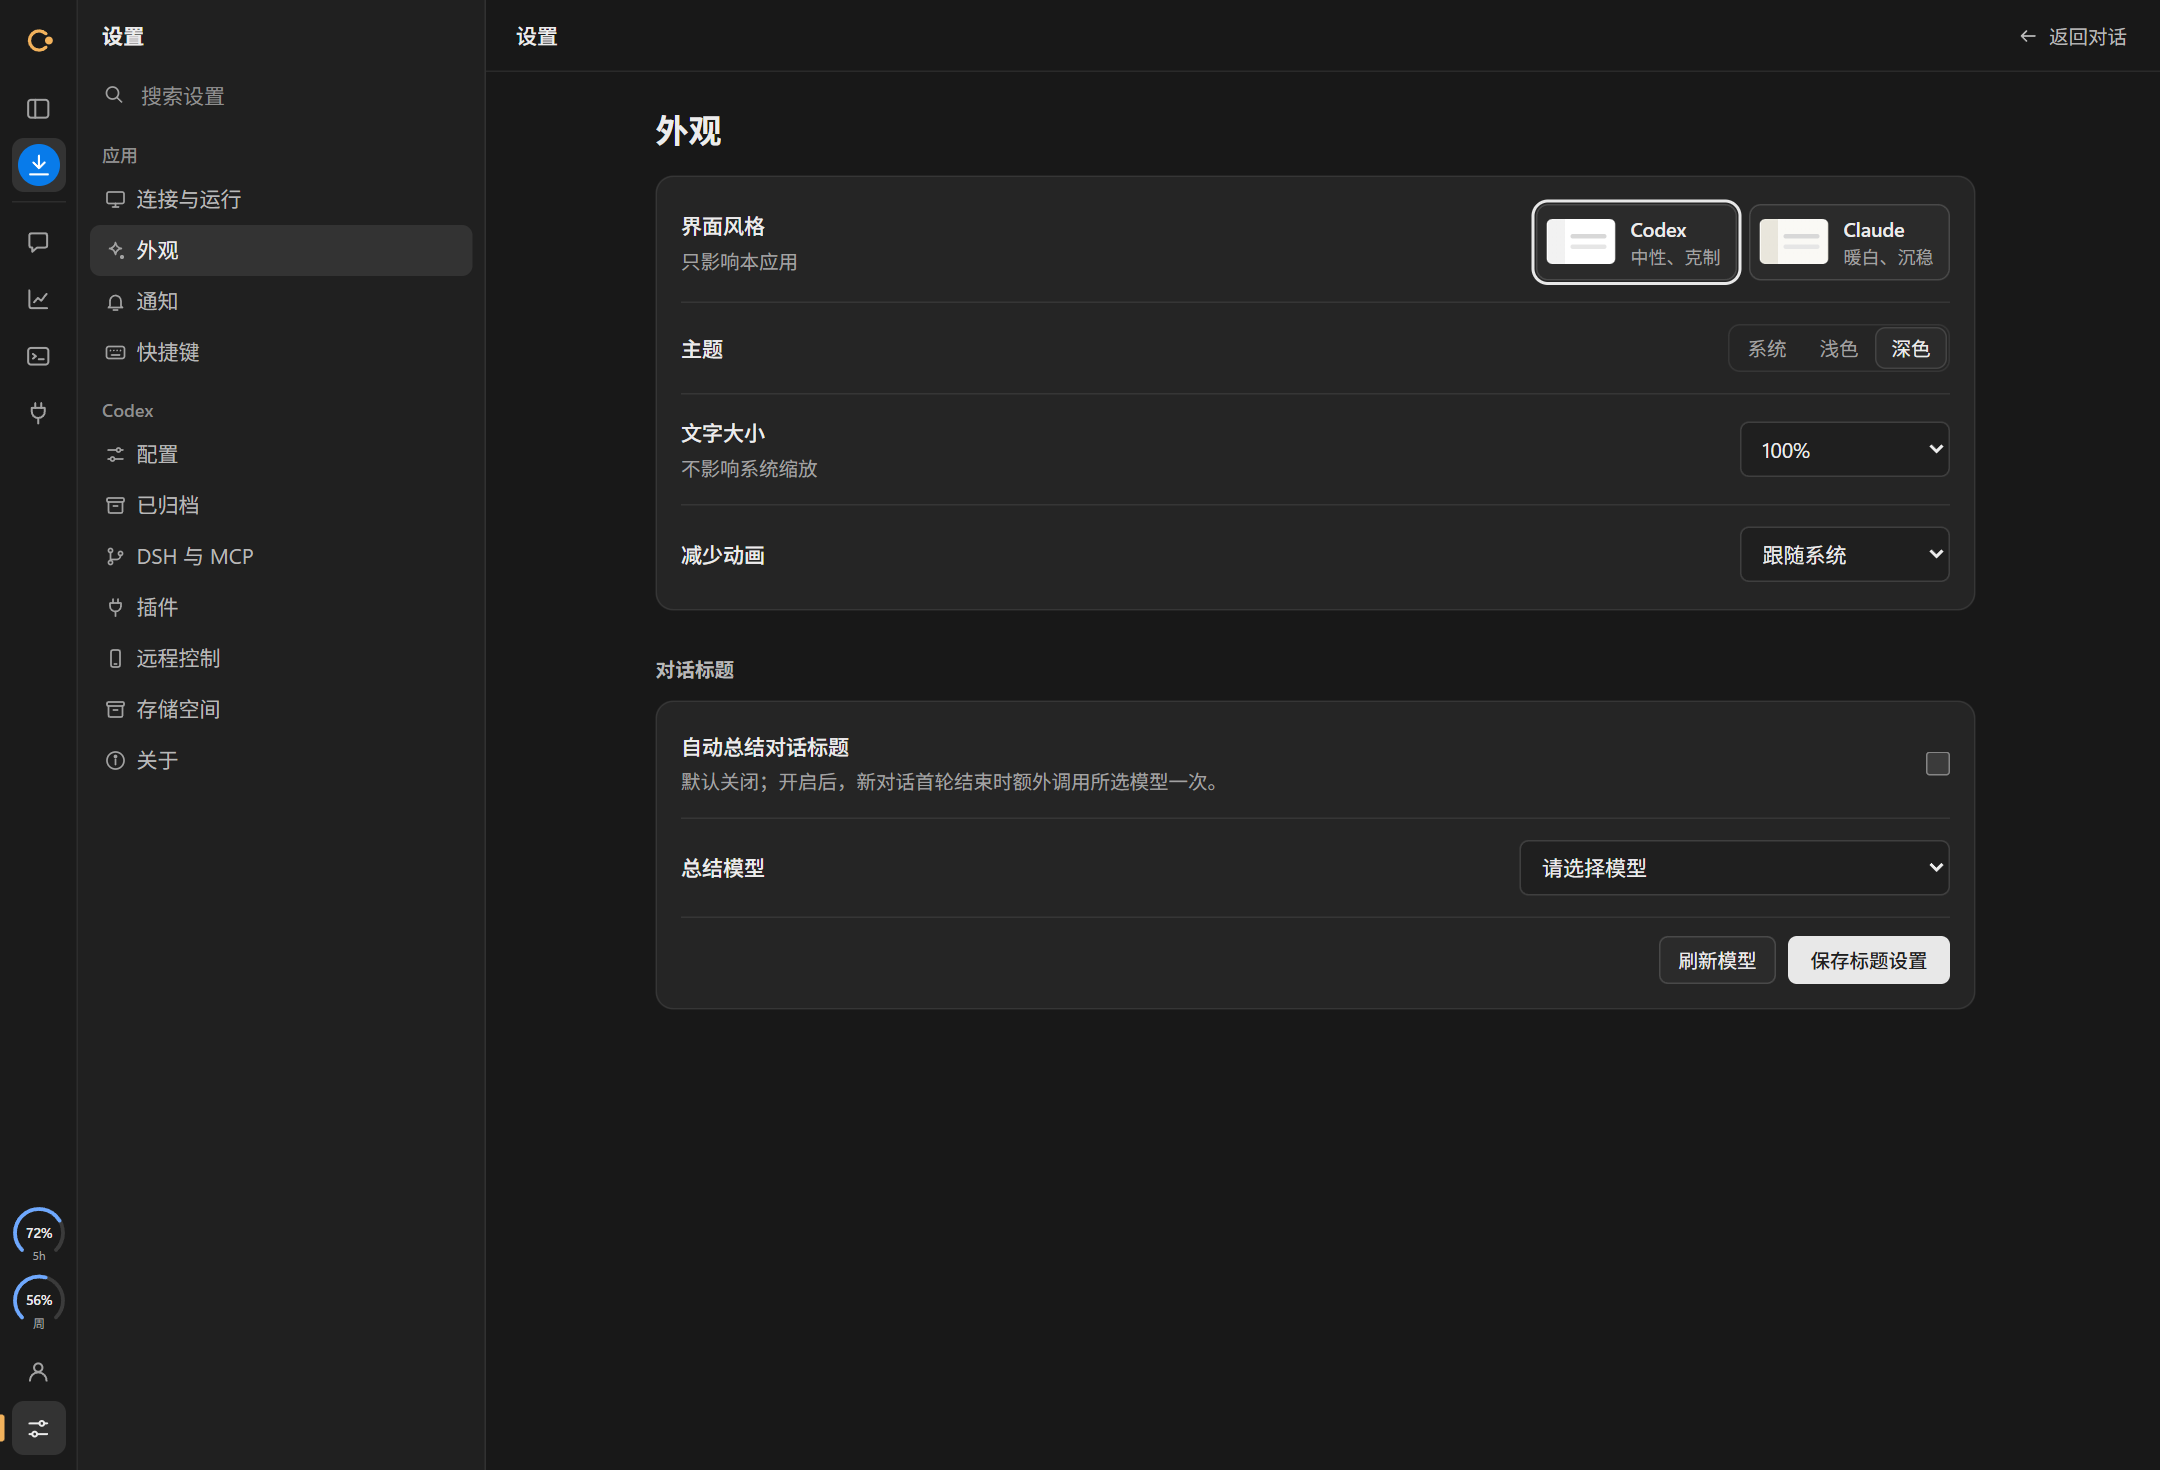 设置
搜索设置
应用
连接与运行
外观
通知
快捷键
Codex
配置
已归档
DSH 与 MCP
插件
远程控制
存储空间
关于
72%
5h
56%
周
设置
返回对话
外观
界面风格
只影响本应用
Codex
中性、克制
Claude
暖白、沉稳
主题
系统
浅色
深色
文字大小
不影响系统缩放
100%
减少动画
跟随系统
对话标题
自动总结对话标题
默认关闭；开启后，新对话首轮结束时额外调用所选模型一次。
总结模型
请选择模型
刷新模型
保存标题设置